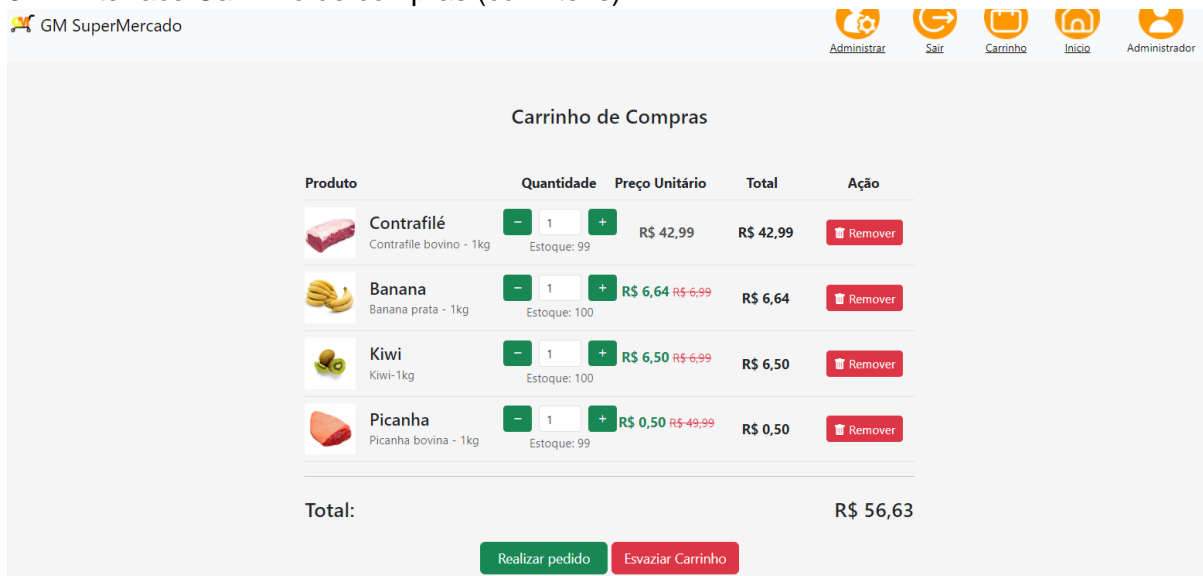 GM SuperMercado
Administrar Sair Carrinho Inicio Administrador
Carrinho de Compras
Produto Quantidade Preço Unitário Total Ação
Contrafilé
Contrafile bovino - 1kg
− 1 +
Estoque: 99
R$ 42,99 R$ 42,99 Remover
Banana
Banana prata - 1kg
− 1 +
Estoque: 100
R$ 6,64 R$ 6,99 R$ 6,64 Remover
Kiwi
Kiwi-1kg
− 1 +
Estoque: 100
R$ 6,50 R$ 6,99 R$ 6,50 Remover
Picanha
Picanha bovina - 1kg
− 1 +
Estoque: 99
R$ 0,50 R$ 49,99 R$ 0,50 Remover
Total: R$ 56,63
Realizar pedido Esvaziar Carrinho